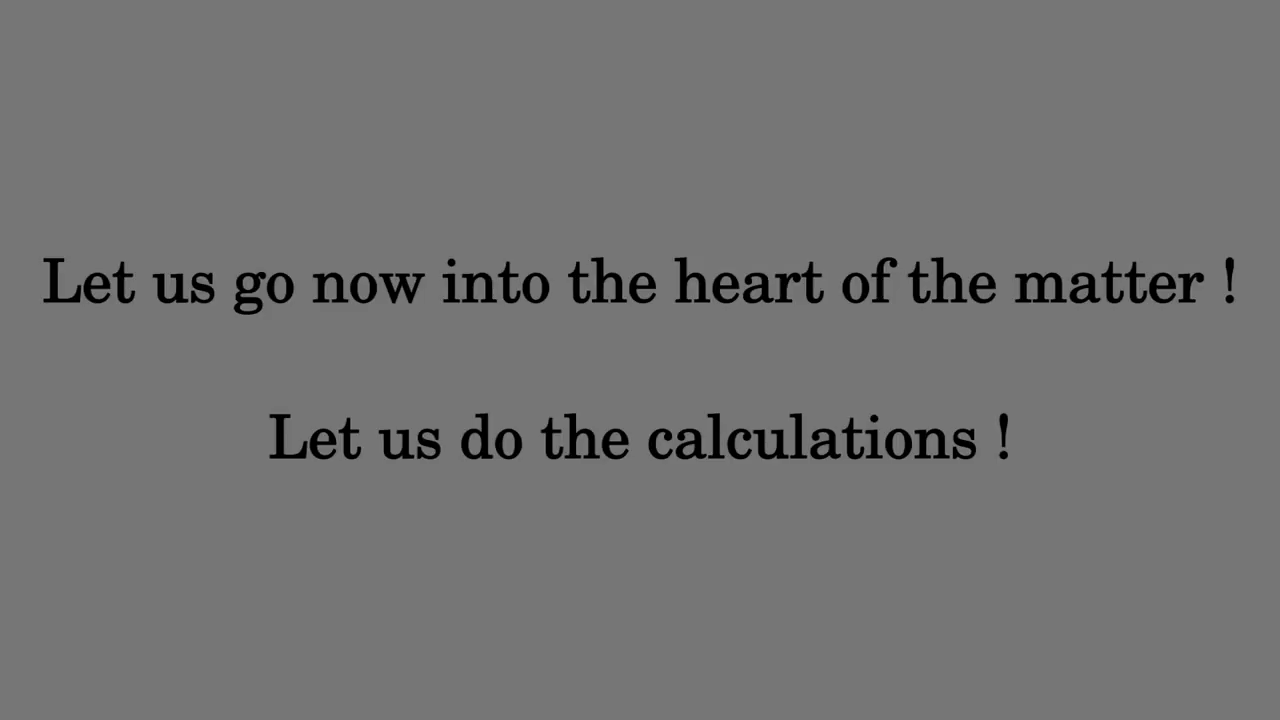 Let us go now into the heart of the matter !
Let us do the calculations !